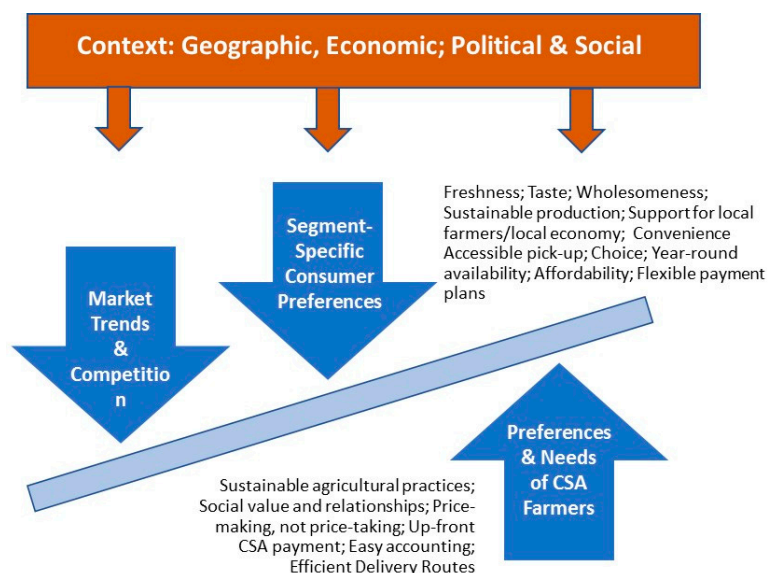 Context: Geographic, Economic; Political & Social
Freshness; Taste; Wholesomeness;
Sustainable production; Support for local
farmers/local economy;  Convenience
Accessible pick-up; Choice; Year-round
availability; Affordability; Flexible payment
plans
Segment-
Specific
Consumer
Preferences
Market
Trends
&
Competitio
n
Preferences
& Needs
of CSA
Farmers
Sustainable agricultural practices;
Social value and relationships; Price-
making, not price-taking; Up-front
CSA payment; Easy accounting;
Efficient Delivery Routes